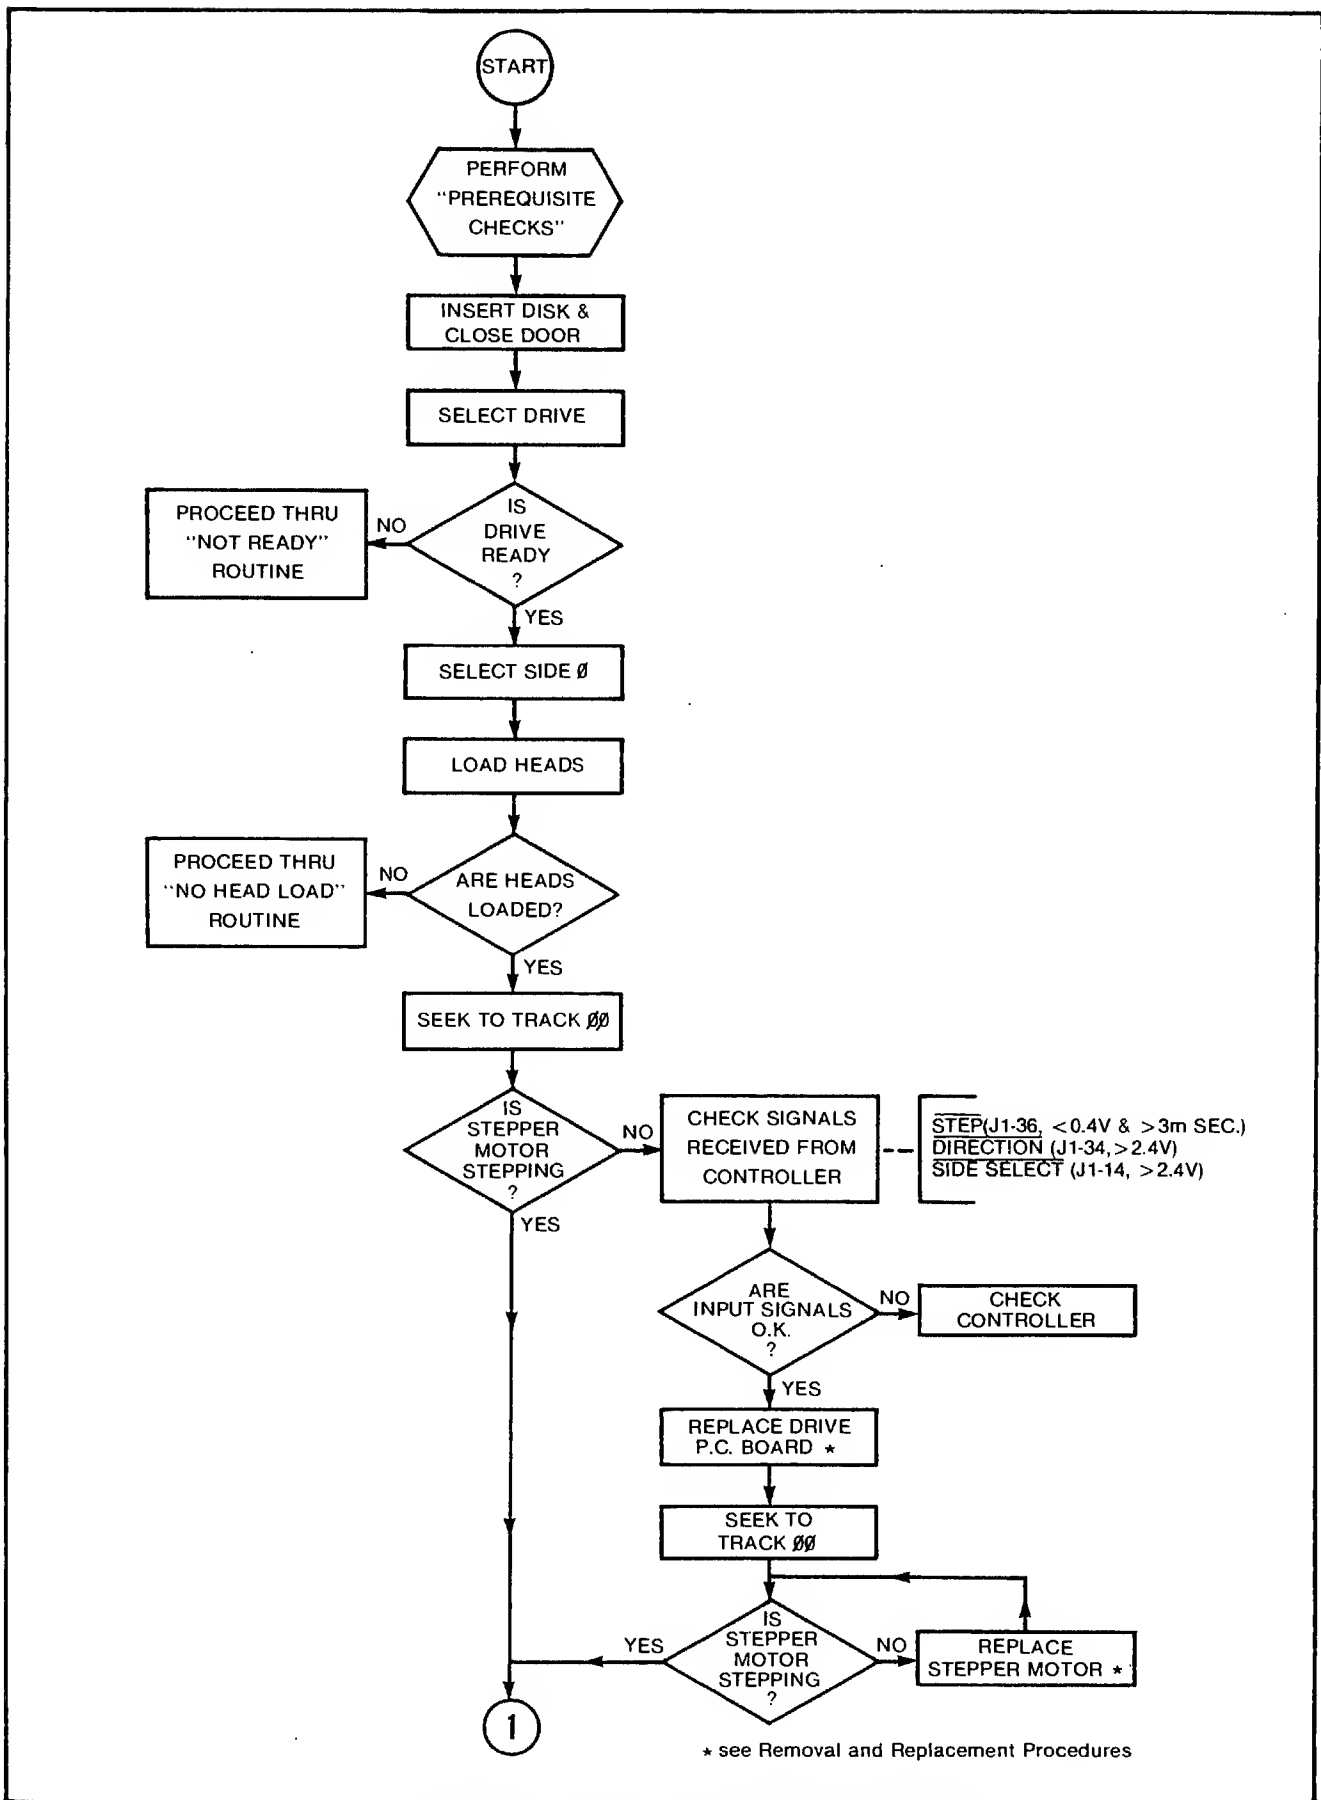 START
PERFORM
"PREREQUISITE
CHECKS"
INSERT DISK &
CLOSE DOOR
SELECT DRIVE
IS
DRIVE
READY
?
NO
PROCEED THRU
"NOT READY"
ROUTINE
YES
SELECT SIDE Ø
LOAD HEADS
ARE HEADS
LOADED?
NO
PROCEED THRU
"NO HEAD LOAD"
ROUTINE
YES
SEEK TO TRACK ØØ
IS
STEPPER
MOTOR
STEPPING
?
NO
CHECK SIGNALS
RECEIVED FROM
CONTROLLER
STEP(J1-36, <0.4V & >3m SEC.)
DIRECTION (J1-34,>2.4V)
SIDE SELECT (J1-14, >2.4V)
YES
ARE
INPUT SIGNALS
O.K.
?
NO
CHECK
CONTROLLER
YES
REPLACE DRIVE
P.C. BOARD *
SEEK TO
TRACK ØØ
IS
STEPPER
MOTOR
STEPPING
?
YES
NO
REPLACE
STEPPER MOTOR *
1
* see Removal and Replacement Procedures